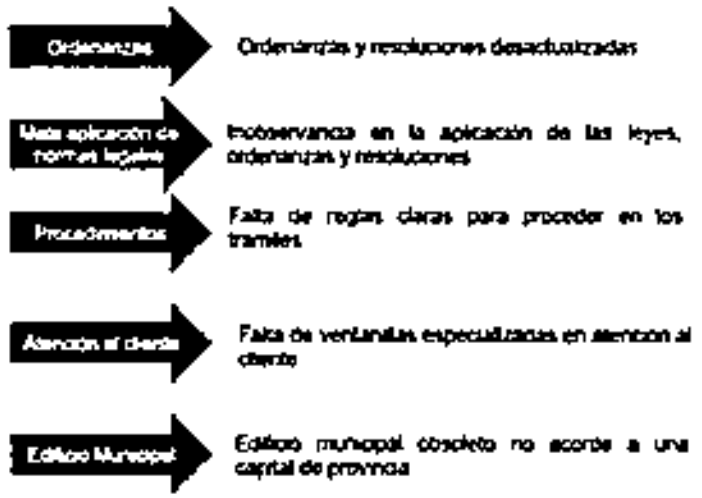 Ordenanzas
Ordenanzas y resoluciones desactualizadas
Mala aplicación de
normas legales
Inobservancia en la aplicación de las leyes,
ordenanzas y resoluciones
Procedimientos
Falta de reglas claras para proceder en los
tramites
Atención al cliente
Falta de ventanillas especializadas en atencion al
cliente
Edificio Municipal
Edificio municipal obsoleto no acorde a una
capital de provincia